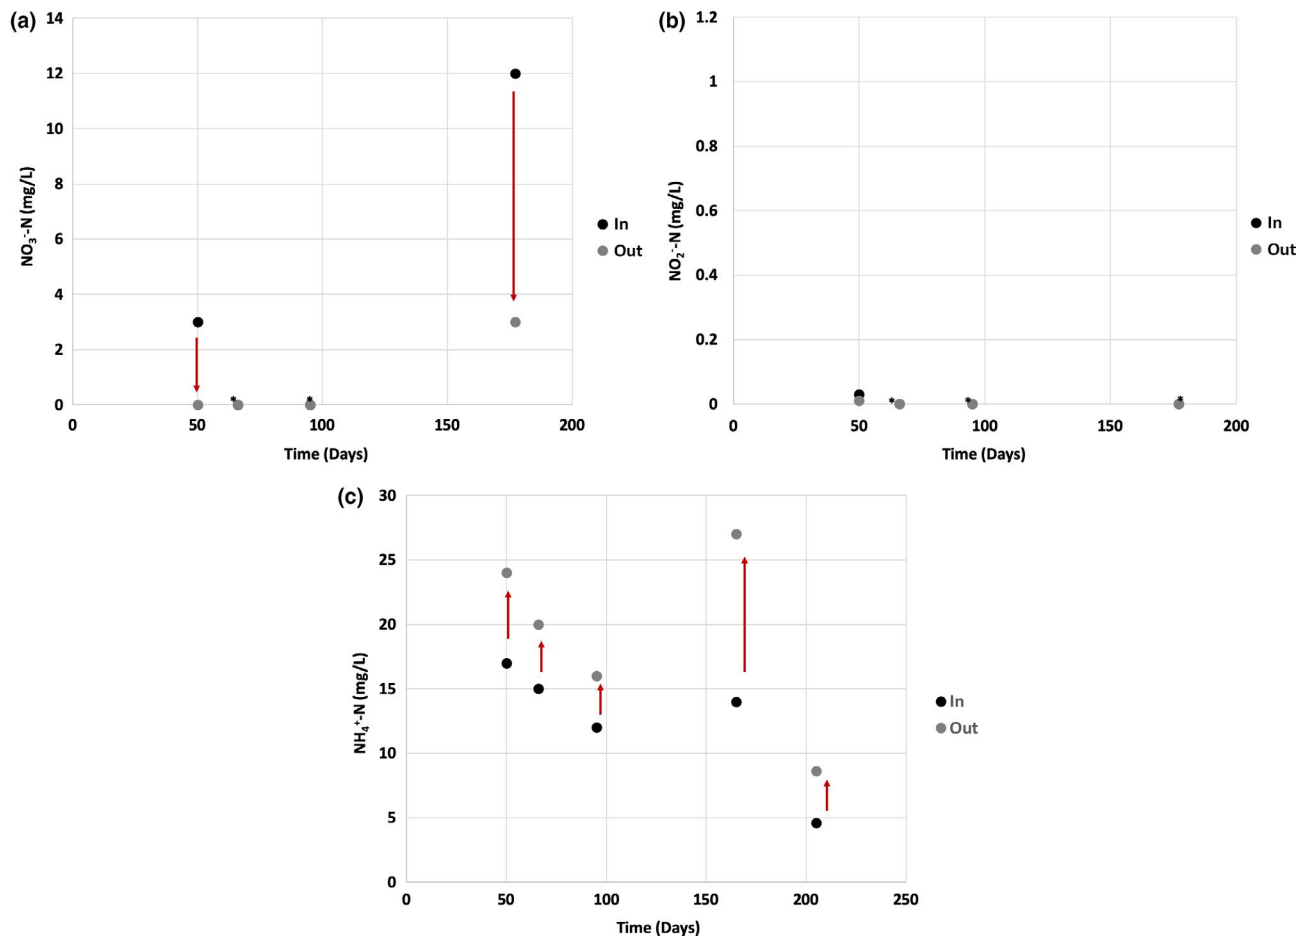 (a)
14
12
10
8
6
4
2
0
NO₃⁻-N (mg/L)
0 50 100 150 200
Time (Days)
In
Out
* *
(b)
1.2
1
0.8
0.6
0.4
0.2
0
NO₂⁻-N (mg/L)
0 50 100 150 200
Time (Days)
In
Out
* * *
(c)
30
25
20
15
10
5
0
NH₄⁺-N (mg/L)
0 50 100 150 200 250
Time (Days)
In
Out